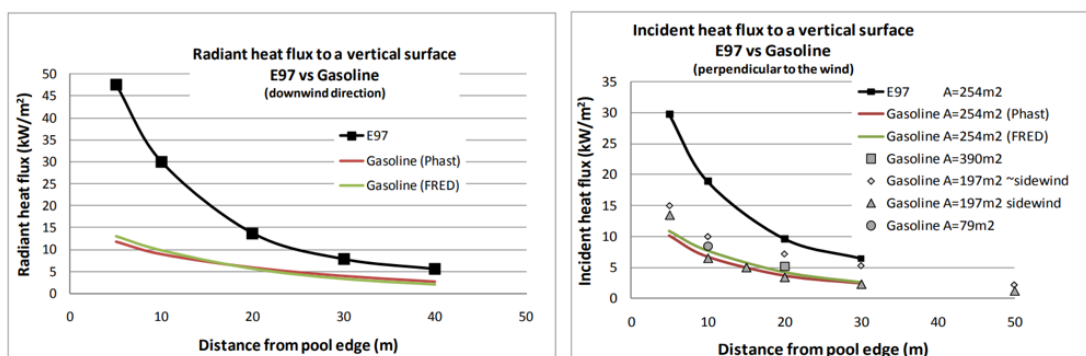 Radiant heat flux to a vertical surface
E97 vs Gasoline
(downwind direction)
Radiant heat flux (kW/m²)
50
45
40
35
30
25
20
15
10
5
0
E97
Gasoline (Phast)
Gasoline (FRED)
0 10 20 30 40 50
Distance from pool edge (m)
Incident heat flux to a vertical surface
E97 vs Gasoline
(perpendicular to the wind)
Incident heat flux (kW/m²)
35
30
25
20
15
10
5
0
E97 A=254m2
Gasoline A=254m2 (Phast)
Gasoline A=254m2 (FRED)
Gasoline A=390m2
Gasoline A=197m2 ~sidewind
Gasoline A=197m2 sidewind
Gasoline A=79m2
0 10 20 30 40 50
Distance from pool edge (m)